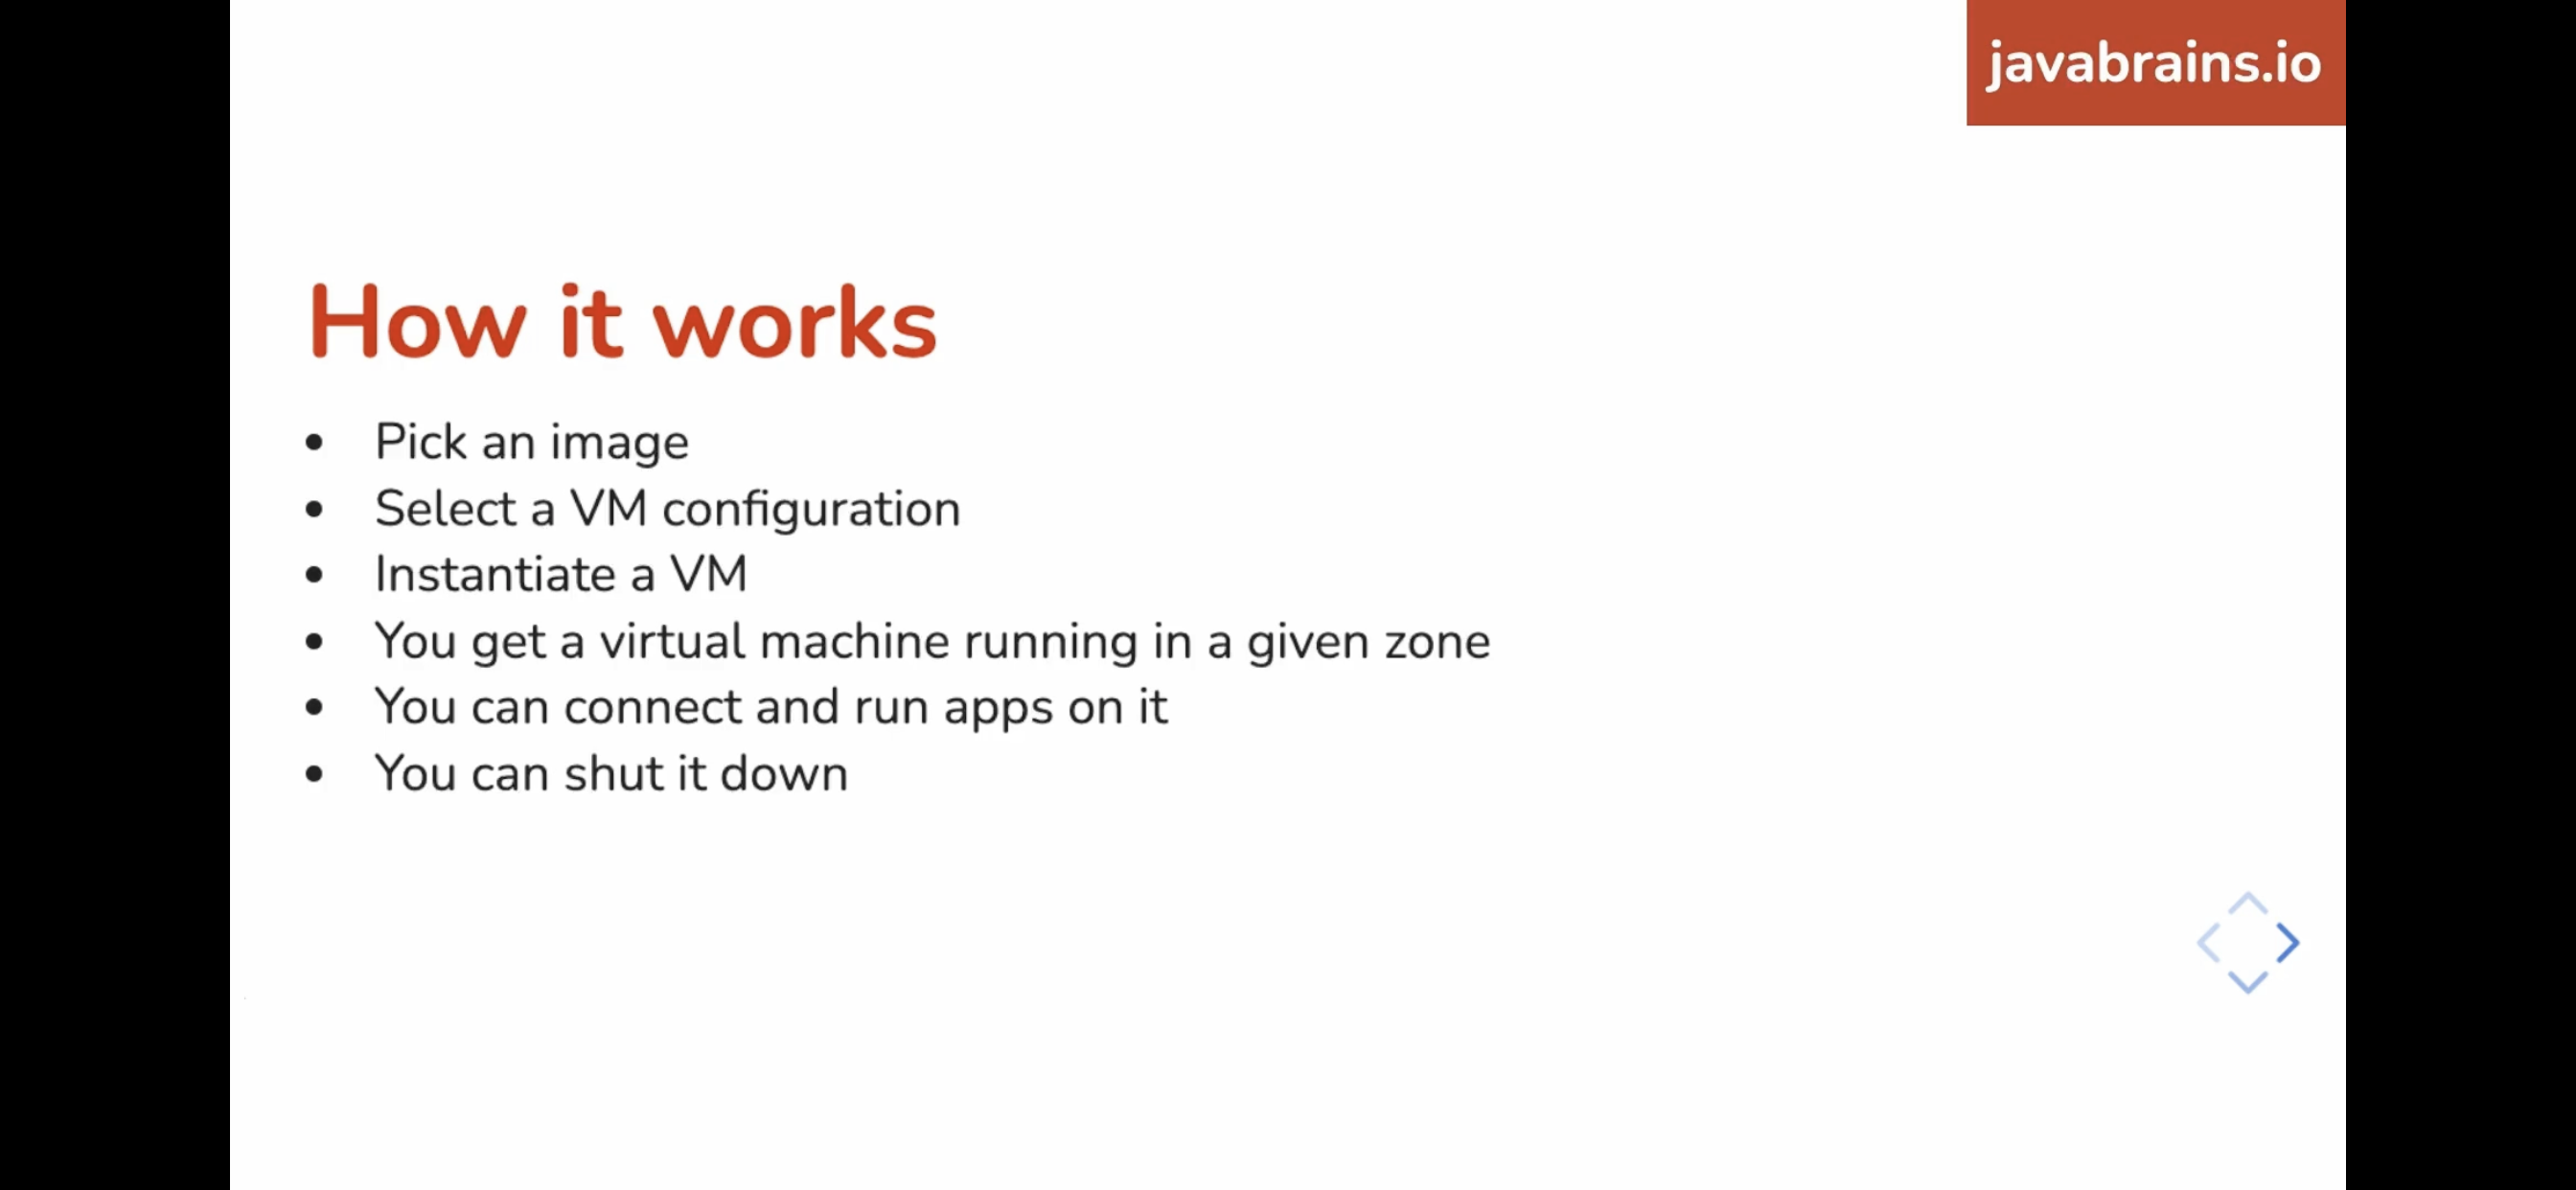 javabrains.io
How it works
• Pick an image
• Select a VM configuration
• Instantiate a VM
• You get a virtual machine running in a given zone
• You can connect and run apps on it
• You can shut it down